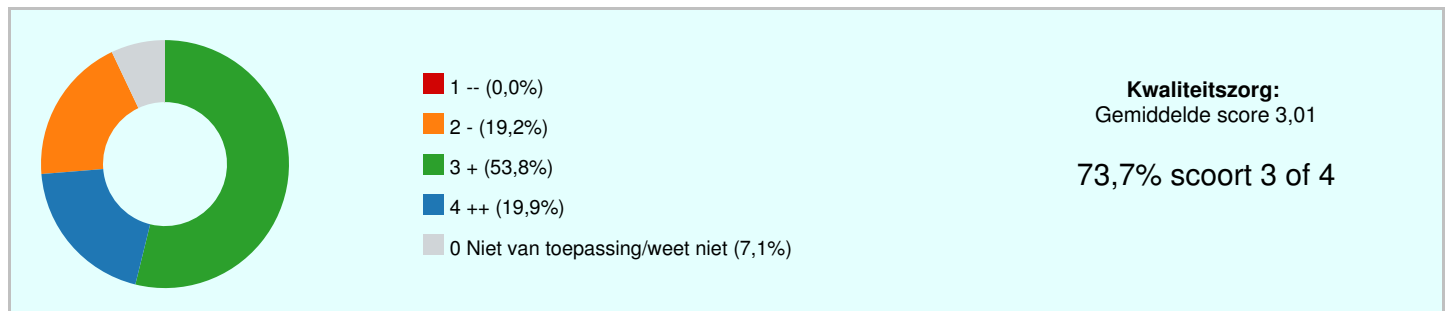 1 -- (0,0%)
2 - (19,2%)
3 + (53,8%)
4 ++ (19,9%)
0 Niet van toepassing/weet niet (7,1%)
Kwaliteitszorg:
Gemiddelde score 3,01
73,7% scoort 3 of 4